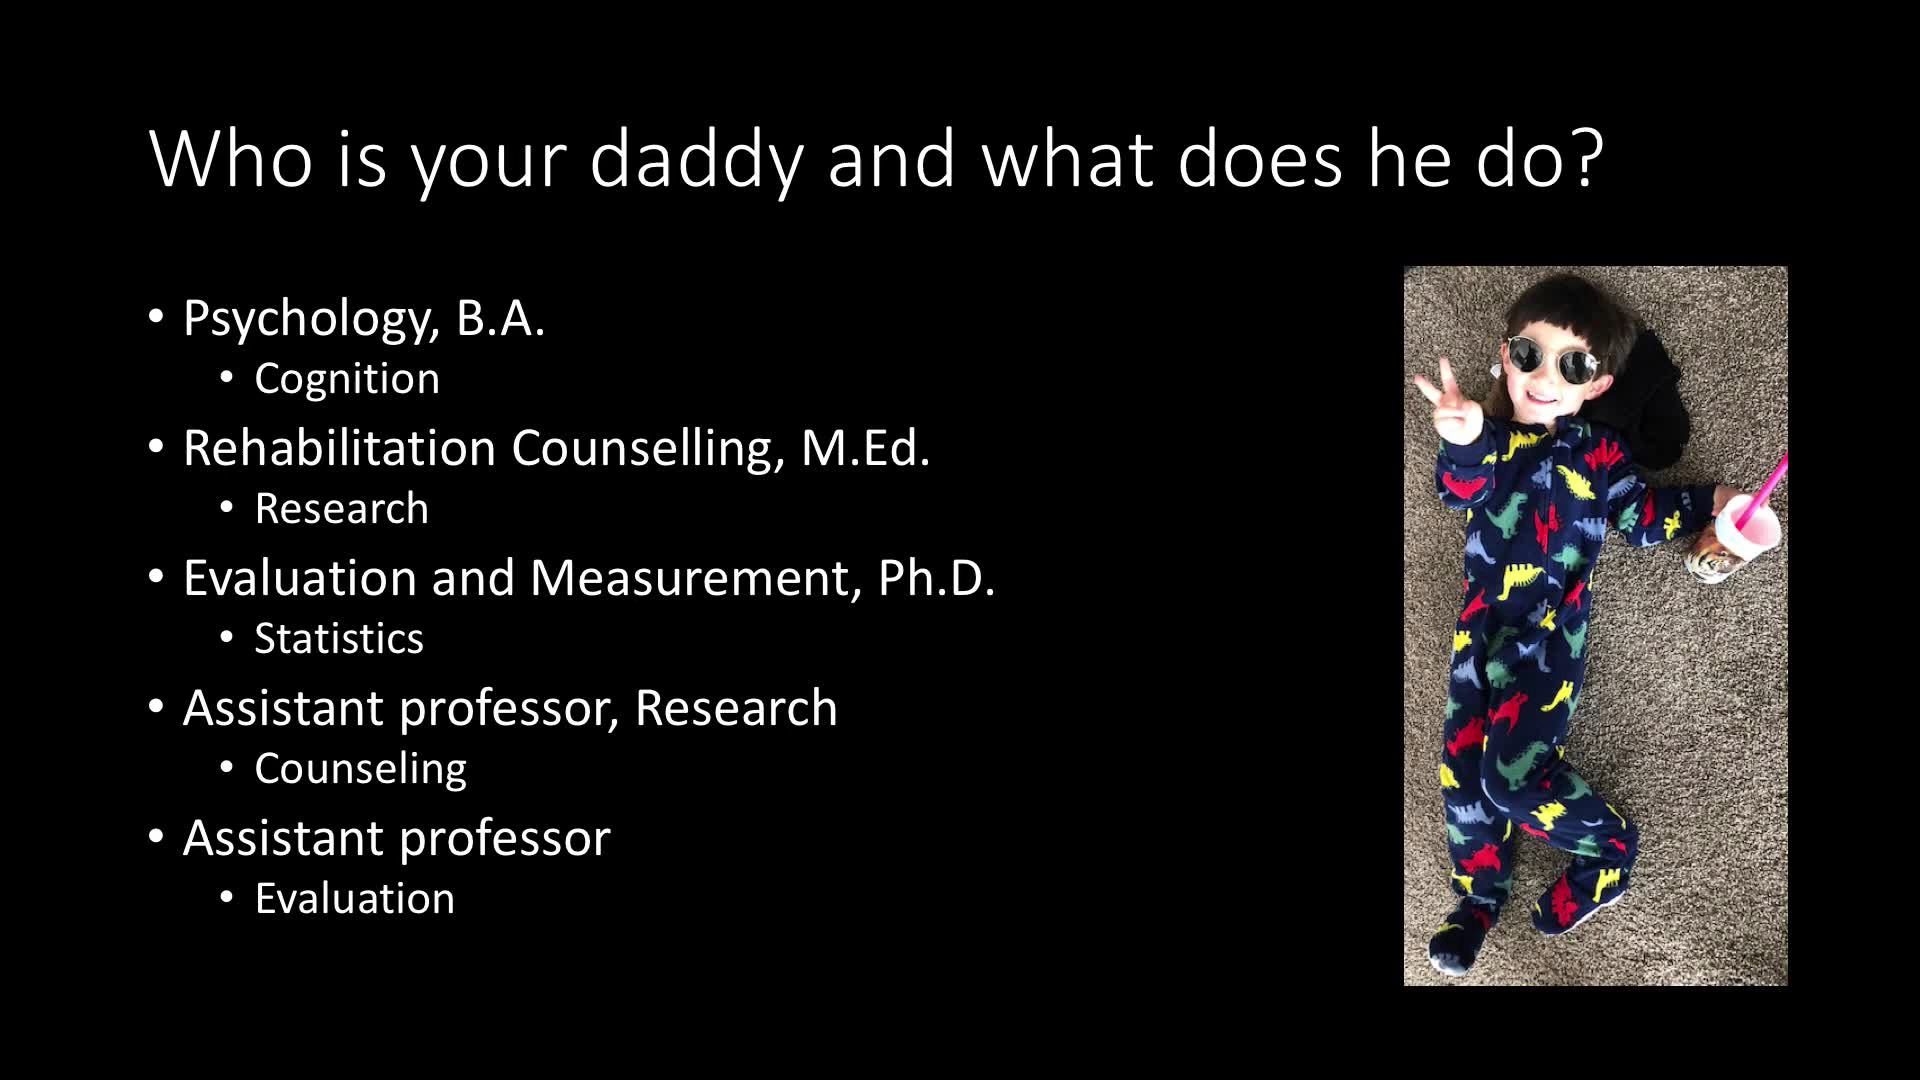 Who is your daddy and what does he do?
• Psychology, B.A.
• Cognition
• Rehabilitation Counselling, M.Ed.
• Research
• Evaluation and Measurement, Ph.D.
• Statistics
• Assistant professor, Research
• Counseling
• Assistant professor
• Evaluation